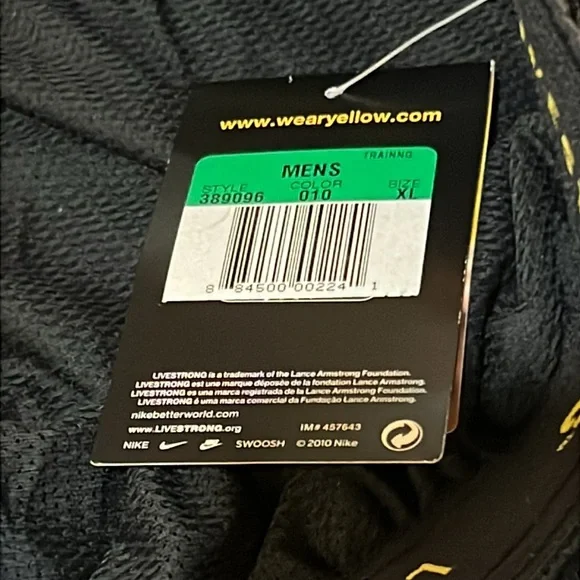 www.wearyellow.com
TRAINNG
MENS
STYLE COLOR SIZE
389096 010 XL
8 84500 00224 1
LIVESTRONG is a trademark of the Lance Armstrong Foundation.
LIVESTRONG est une marque déposée de la fondation Lance Armstrong.
LIVESTRONG es una marca registrada de la Lance Armstrong Foundation.
LIVESTRONG é uma marca comercial da Fundação Lance Armstrong.
nikebetterworld.com
www.LIVESTRONG.org IM# 457643
NIKE SWOOSH © 2010 Nike